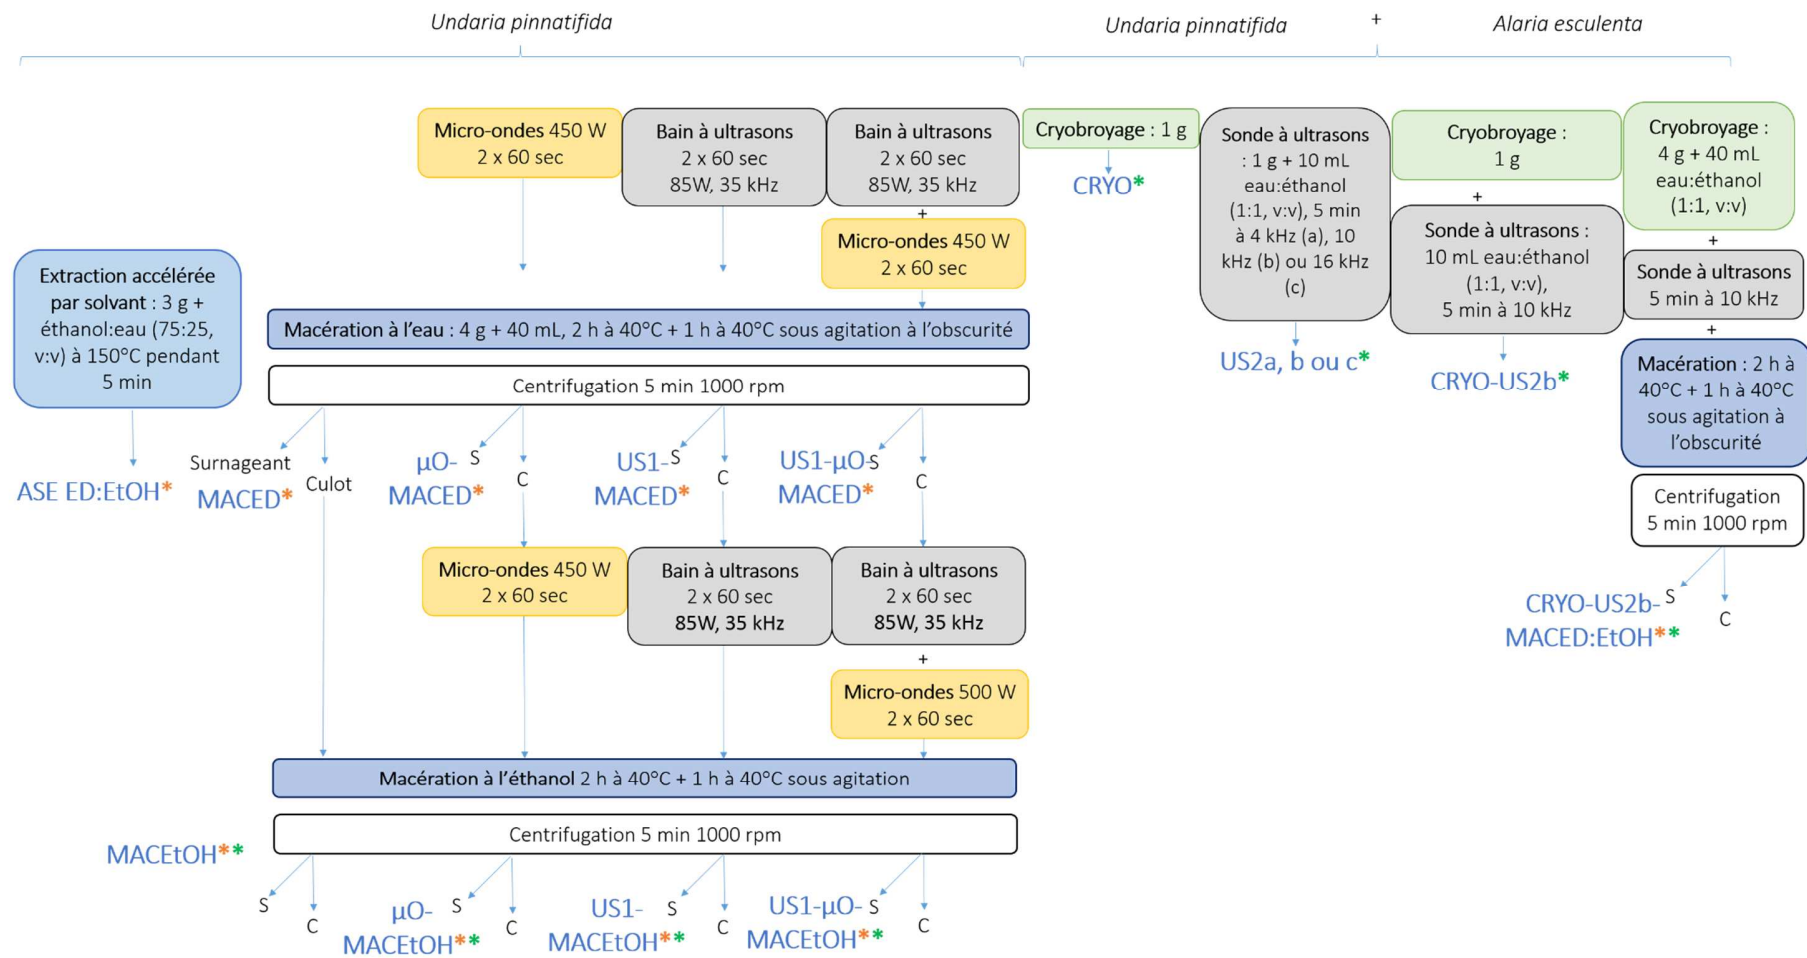 Undaria pinnatifida
Undaria pinnatifida + Alaria esculenta
Micro-ondes 450 W
2 x 60 sec
Bain à ultrasons
2 x 60 sec
85W, 35 kHz
Bain à ultrasons
2 x 60 sec
85W, 35 kHz
+
Micro-ondes 450 W
2 x 60 sec
Cryobroyage : 1 g
CRYO*
Sonde à ultrasons
: 1 g + 10 mL
eau:éthanol
(1:1, v:v), 5 min
à 4 kHz (a), 10
kHz (b) ou 16 kHz
(c)
US2a, b ou c*
Cryobroyage :
1 g
+
Sonde à ultrasons :
10 mL eau:éthanol
(1:1, v:v),
5 min à 10 kHz
CRYO-US2b*
Cryobroyage :
4 g + 40 mL
eau:éthanol
(1:1, v:v)
+
Sonde à ultrasons
5 min à 10 kHz
+
Macération : 2 h à
40°C + 1 h à 40°C
sous agitation à
l'obscurité
Centrifugation
5 min 1000 rpm
CRYO-US2b- S
MACED:EtOH**
C
Extraction accélérée
par solvant : 3 g +
éthanol:eau (75:25,
v:v) à 150°C pendant
5 min
ASE ED:EtOH*
Macération à l'eau : 4 g + 40 mL, 2 h à 40°C + 1 h à 40°C sous agitation à l'obscurité
Centrifugation 5 min 1000 rpm
Surnageant
MACED*
Culot
µO- S
MACED*
C
US1- S
MACED*
C
US1-µO- S
MACED*
C
Micro-ondes 450 W
2 x 60 sec
Bain à ultrasons
2 x 60 sec
85W, 35 kHz
Bain à ultrasons
2 x 60 sec
85W, 35 kHz
+
Micro-ondes 500 W
2 x 60 sec
Macération à l'éthanol 2 h à 40°C + 1 h à 40°C sous agitation
Centrifugation 5 min 1000 rpm
MACEtOH**
S
C
µO- S
MACEtOH**
C
US1- S
MACEtOH**
C
US1-µO- S
MACEtOH**
C